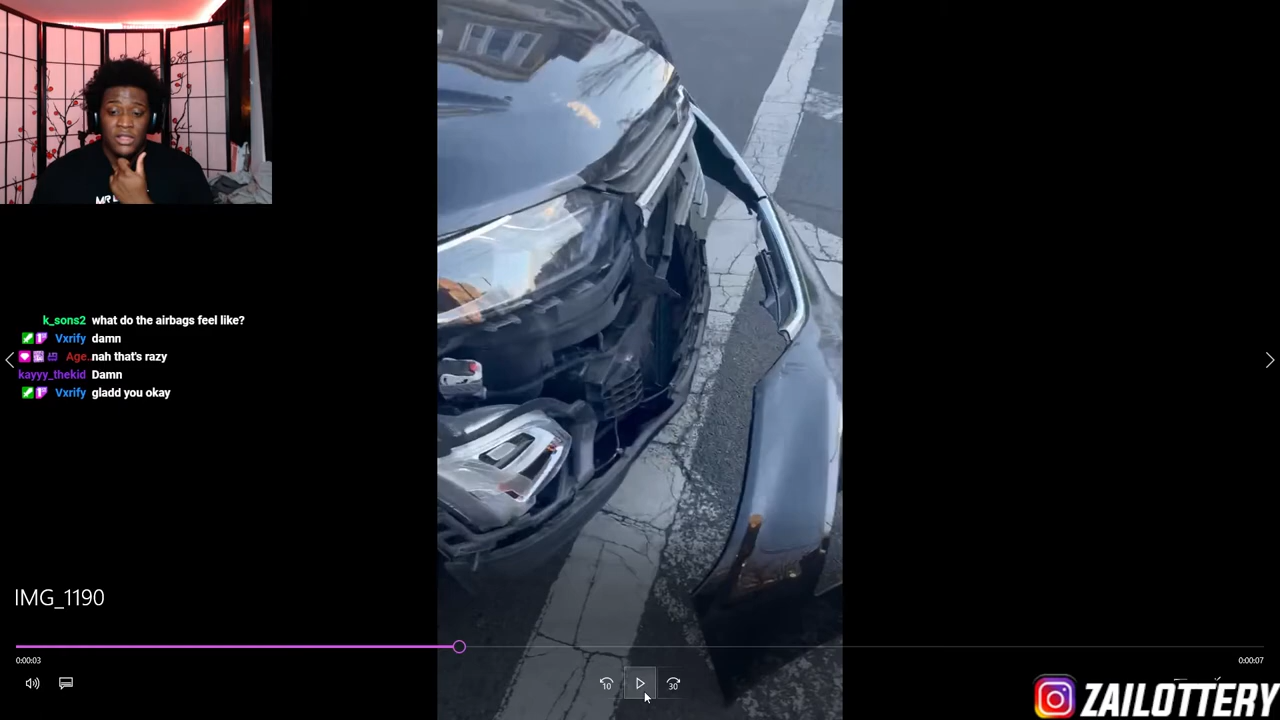 k_sons2 what do the airbags feel like?
Vxrify damn
Age.. nah that's razy
kayyy_thekid Damn
Vxrify gladd you okay
IMG_1190
0:00:03
0:00:07
10
30
ZAILOTTERY